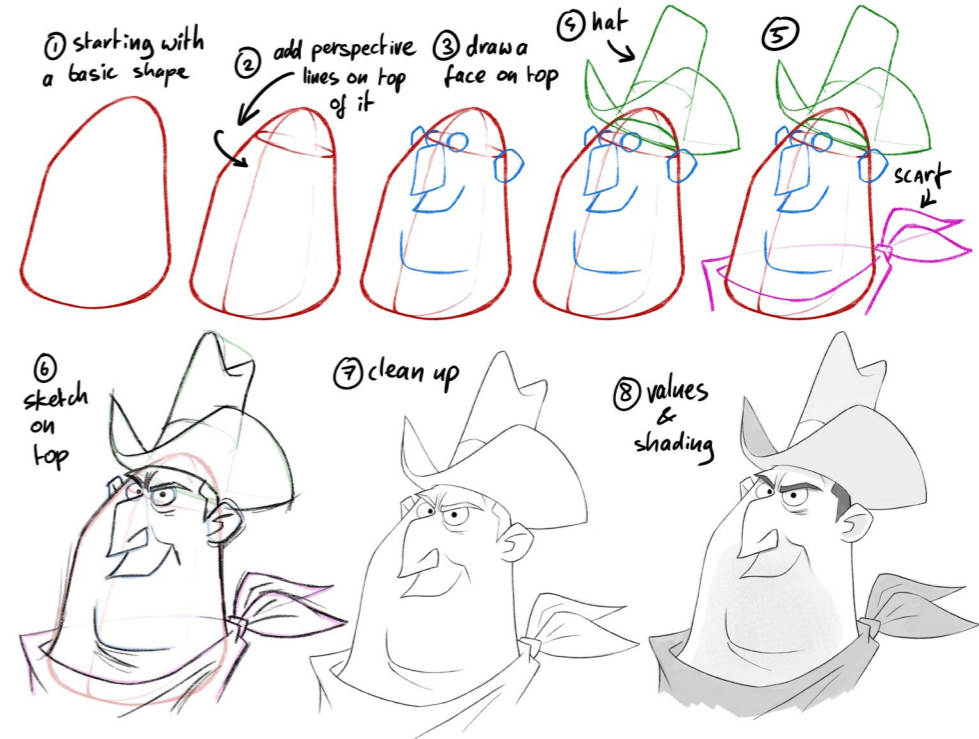 ① starting with
a basic shape
② add perspective
lines on top
of it
③ draw a
face on top
④ hat
⑤
scarf
⑥
sketch
on
top
⑦ clean up
⑧ values
&
shading